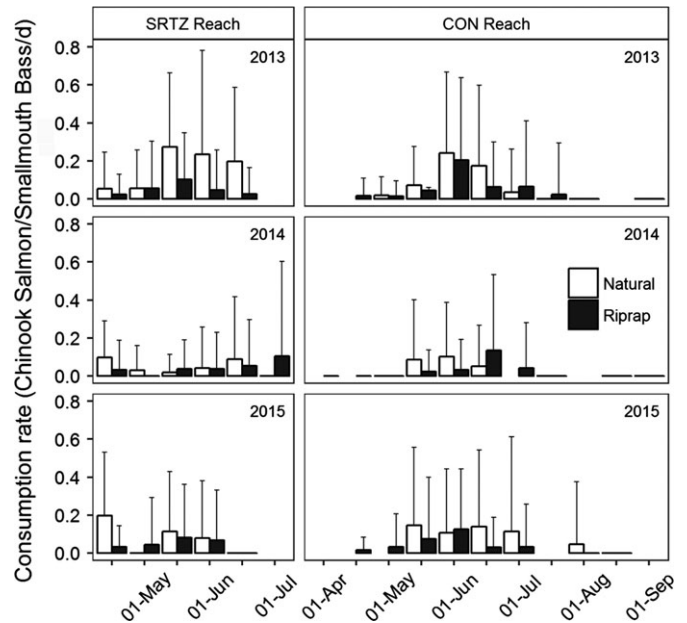 SRTZ Reach
CON Reach
Consumption rate (Chinook Salmon/Smallmouth Bass/d)
0.8
0.6
0.4
0.2
0.0
2013
2013
0.8
0.6
0.4
0.2
0.0
2014
2014
Natural
Riprap
0.8
0.6
0.4
0.2
0.0
2015
2015
01-May
01-Jun
01-Jul
01-Apr
01-May
01-Jun
01-Jul
01-Aug
01-Sep